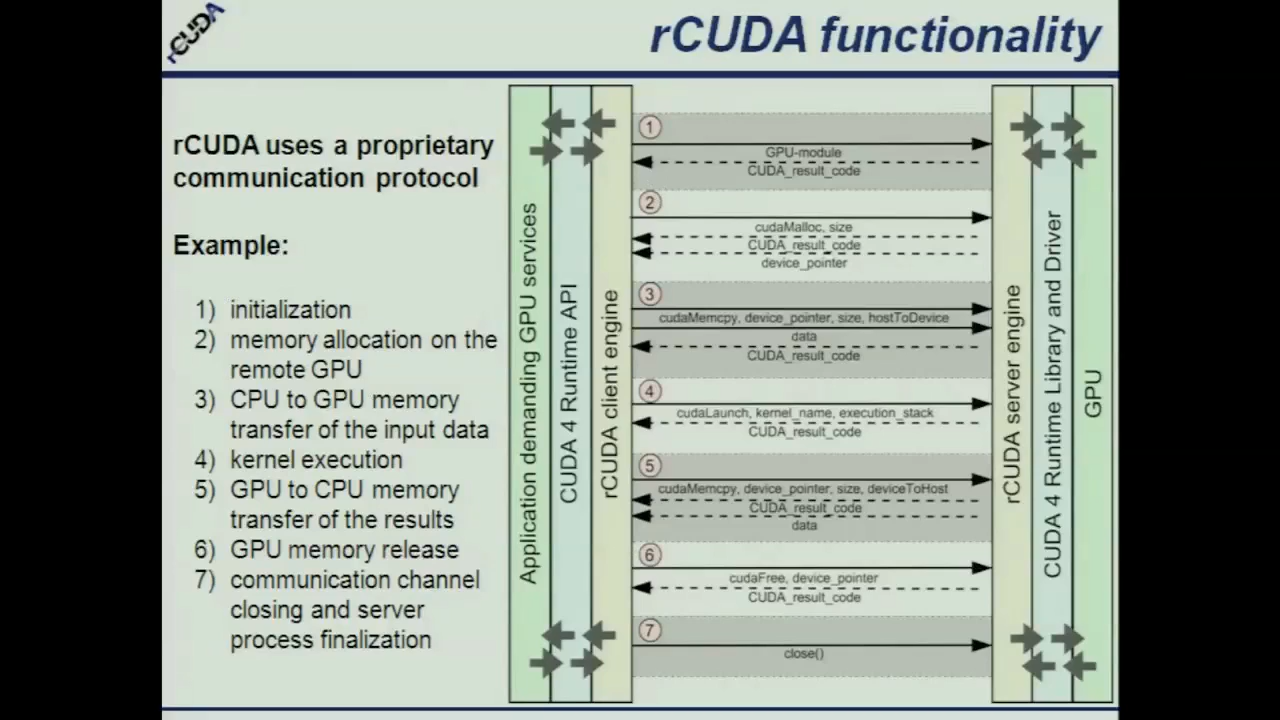 rCUDA
rCUDA functionality
rCUDA uses a proprietary
communication protocol
Example:
1) initialization
2) memory allocation on the
remote GPU
3) CPU to GPU memory
transfer of the input data
4) kernel execution
5) GPU to CPU memory
transfer of the results
6) GPU memory release
7) communication channel
closing and server
process finalization
Application demanding GPU services
CUDA 4 Runtime API
rCUDA client engine
1
GPU-module
CUDA_result_code
2
cudaMalloc, size
CUDA_result_code
device_pointer
3
cudaMemcpy, device_pointer, size, hostToDevice
data
CUDA_result_code
4
cudaLaunch, kernel_name, execution_stack
CUDA_result_code
5
cudaMemcpy, device_pointer, size, deviceToHost
CUDA_result_code
data
6
cudaFree, device_pointer
CUDA_result_code
7
close()
rCUDA server engine
CUDA 4 Runtime Library and Driver
GPU